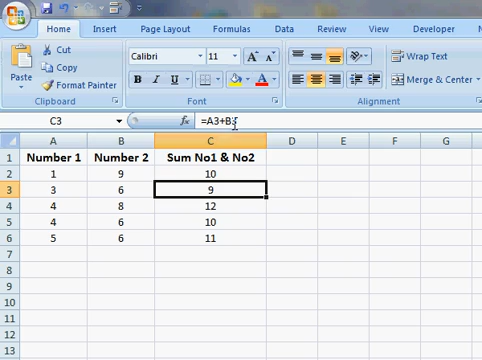 Home Insert Page Layout Formulas Data Review View Developer
Paste
Cut
Copy
Format Painter
Clipboard
Calibri 11 A A
B I U A
Font
Wrap Text
Merge & Center
Alignment
C3 fx =A3+B
A B C D E F G H
1 Number 1 Number 2 Sum No1 & No2
2 1 9 10
3 3 6 9
4 4 8 12
5 4 6 10
6 5 6 11
7
8
9
10
11
12
13